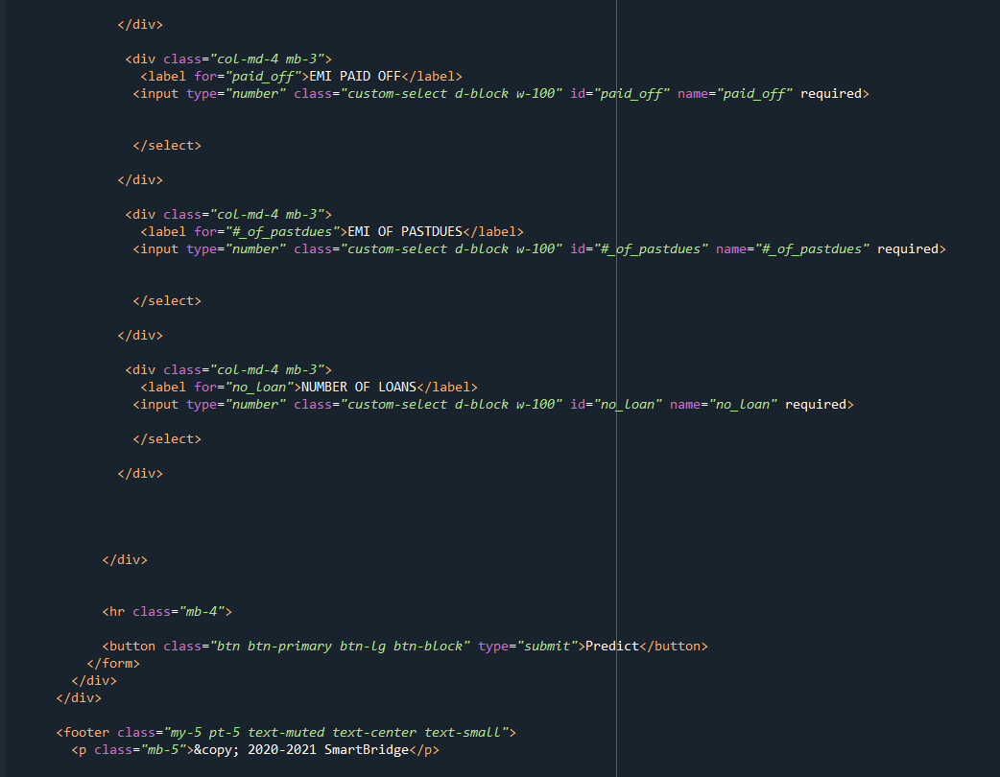 </div>
<div class="col-md-4 mb-3">
<label for="paid_off">EMI PAID OFF</label>
<input type="number" class="custom-select d-block w-100" id="paid_off" name="paid_off" required>
</select>
</div>
<div class="col-md-4 mb-3">
<label for="#_of_pastdues">EMI OF PASTDUES</label>
<input type="number" class="custom-select d-block w-100" id="#_of_pastdues" name="#_of_pastdues" required>
</select>
</div>
<div class="col-md-4 mb-3">
<label for="no_loan">NUMBER OF LOANS</label>
<input type="number" class="custom-select d-block w-100" id="no_loan" name="no_loan" required>
</select>
</div>
</div>
<hr class="mb-4">
<button class="btn btn-primary btn-lg btn-block" type="submit">Predict</button>
</form>
</div>
</div>
<footer class="my-5 pt-5 text-muted text-center text-small">
<p class="mb-5">&copy; 2020-2021 SmartBridge</p>